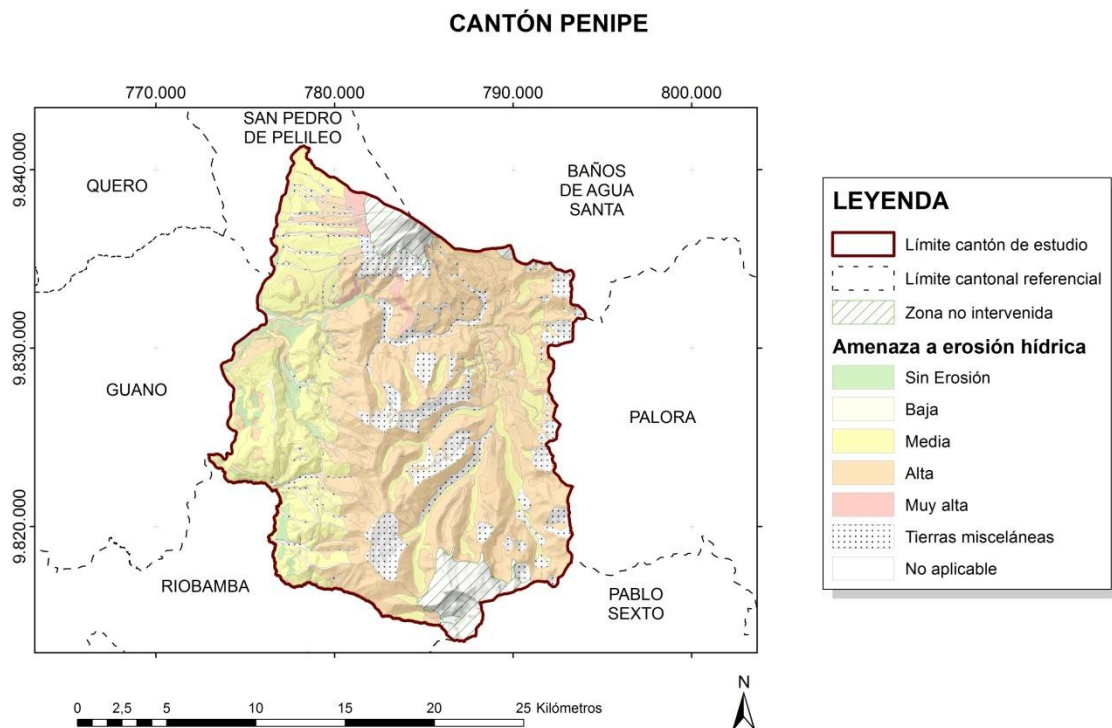 CANTÓN PENIPE
770.000
780.000
790.000
800.000
9.840.000
9.830.000
9.820.000
SAN PEDRO
DE PELILEO
QUERO
BAÑOS
DE AGUA
SANTA
GUANO
PALORA
RIOBAMBA
PABLO
SEXTO
LEYENDA
Límite cantón de estudio
Límite cantonal referencial
Zona no intervenida
Amenaza a erosión hídrica
Sin Erosión
Baja
Media
Alta
Muy alta
Tierras misceláneas
No aplicable
0 2,5 5 10 15 20 25 Kilómetros
N